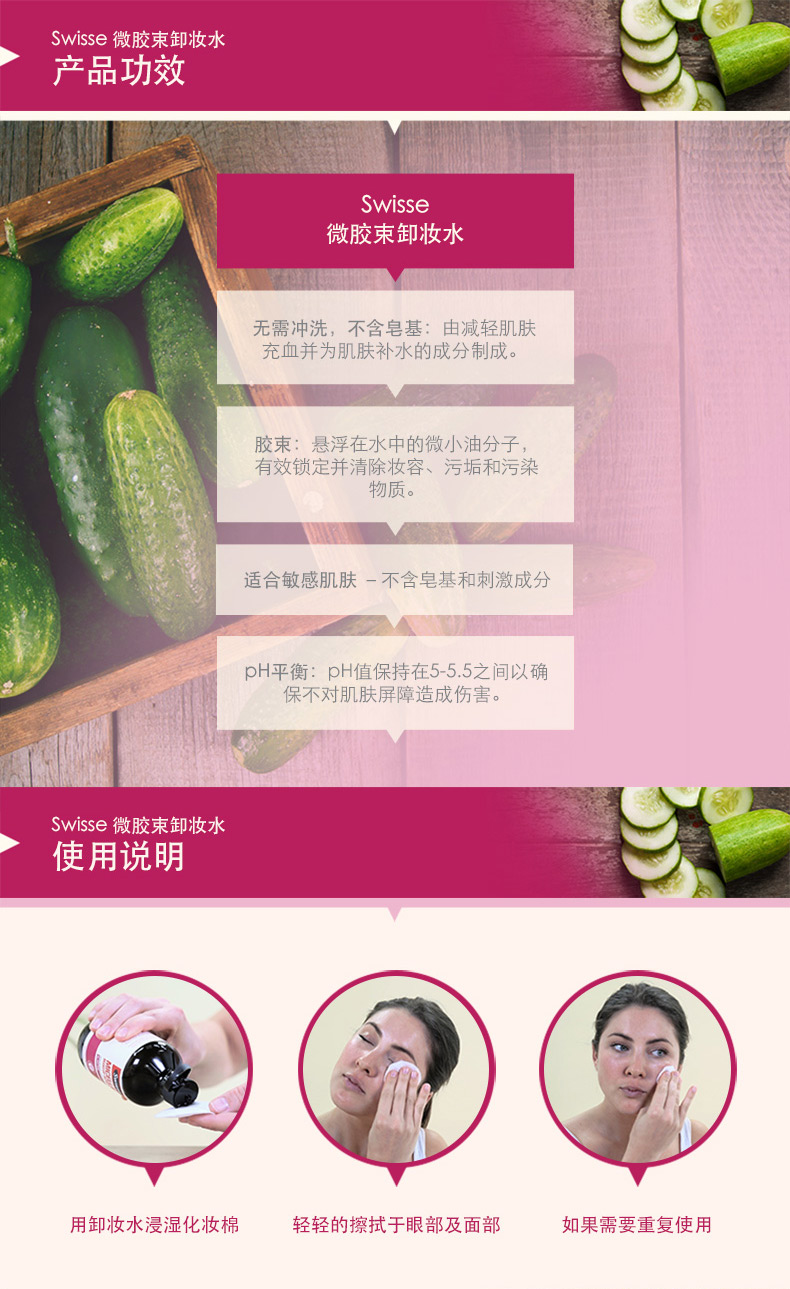 Swisse 微胶束卸妆水
产品功效
Swisse
微胶束卸妆水
无需冲洗，不含皂基：由减轻肌肤
充血并为肌肤补水的成分制成。
胶束：悬浮在水中的微小油分子，
有效锁定并清除妆容、污垢和污染
物质。
适合敏感肌肤 – 不含皂基和刺激成分
pH平衡：pH值保持在5-5.5之间以确
保不对肌肤屏障造成伤害。
Swisse 微胶束卸妆水
使用说明
用卸妆水浸湿化妆棉
轻轻的擦拭于眼部及面部
如果需要重复使用